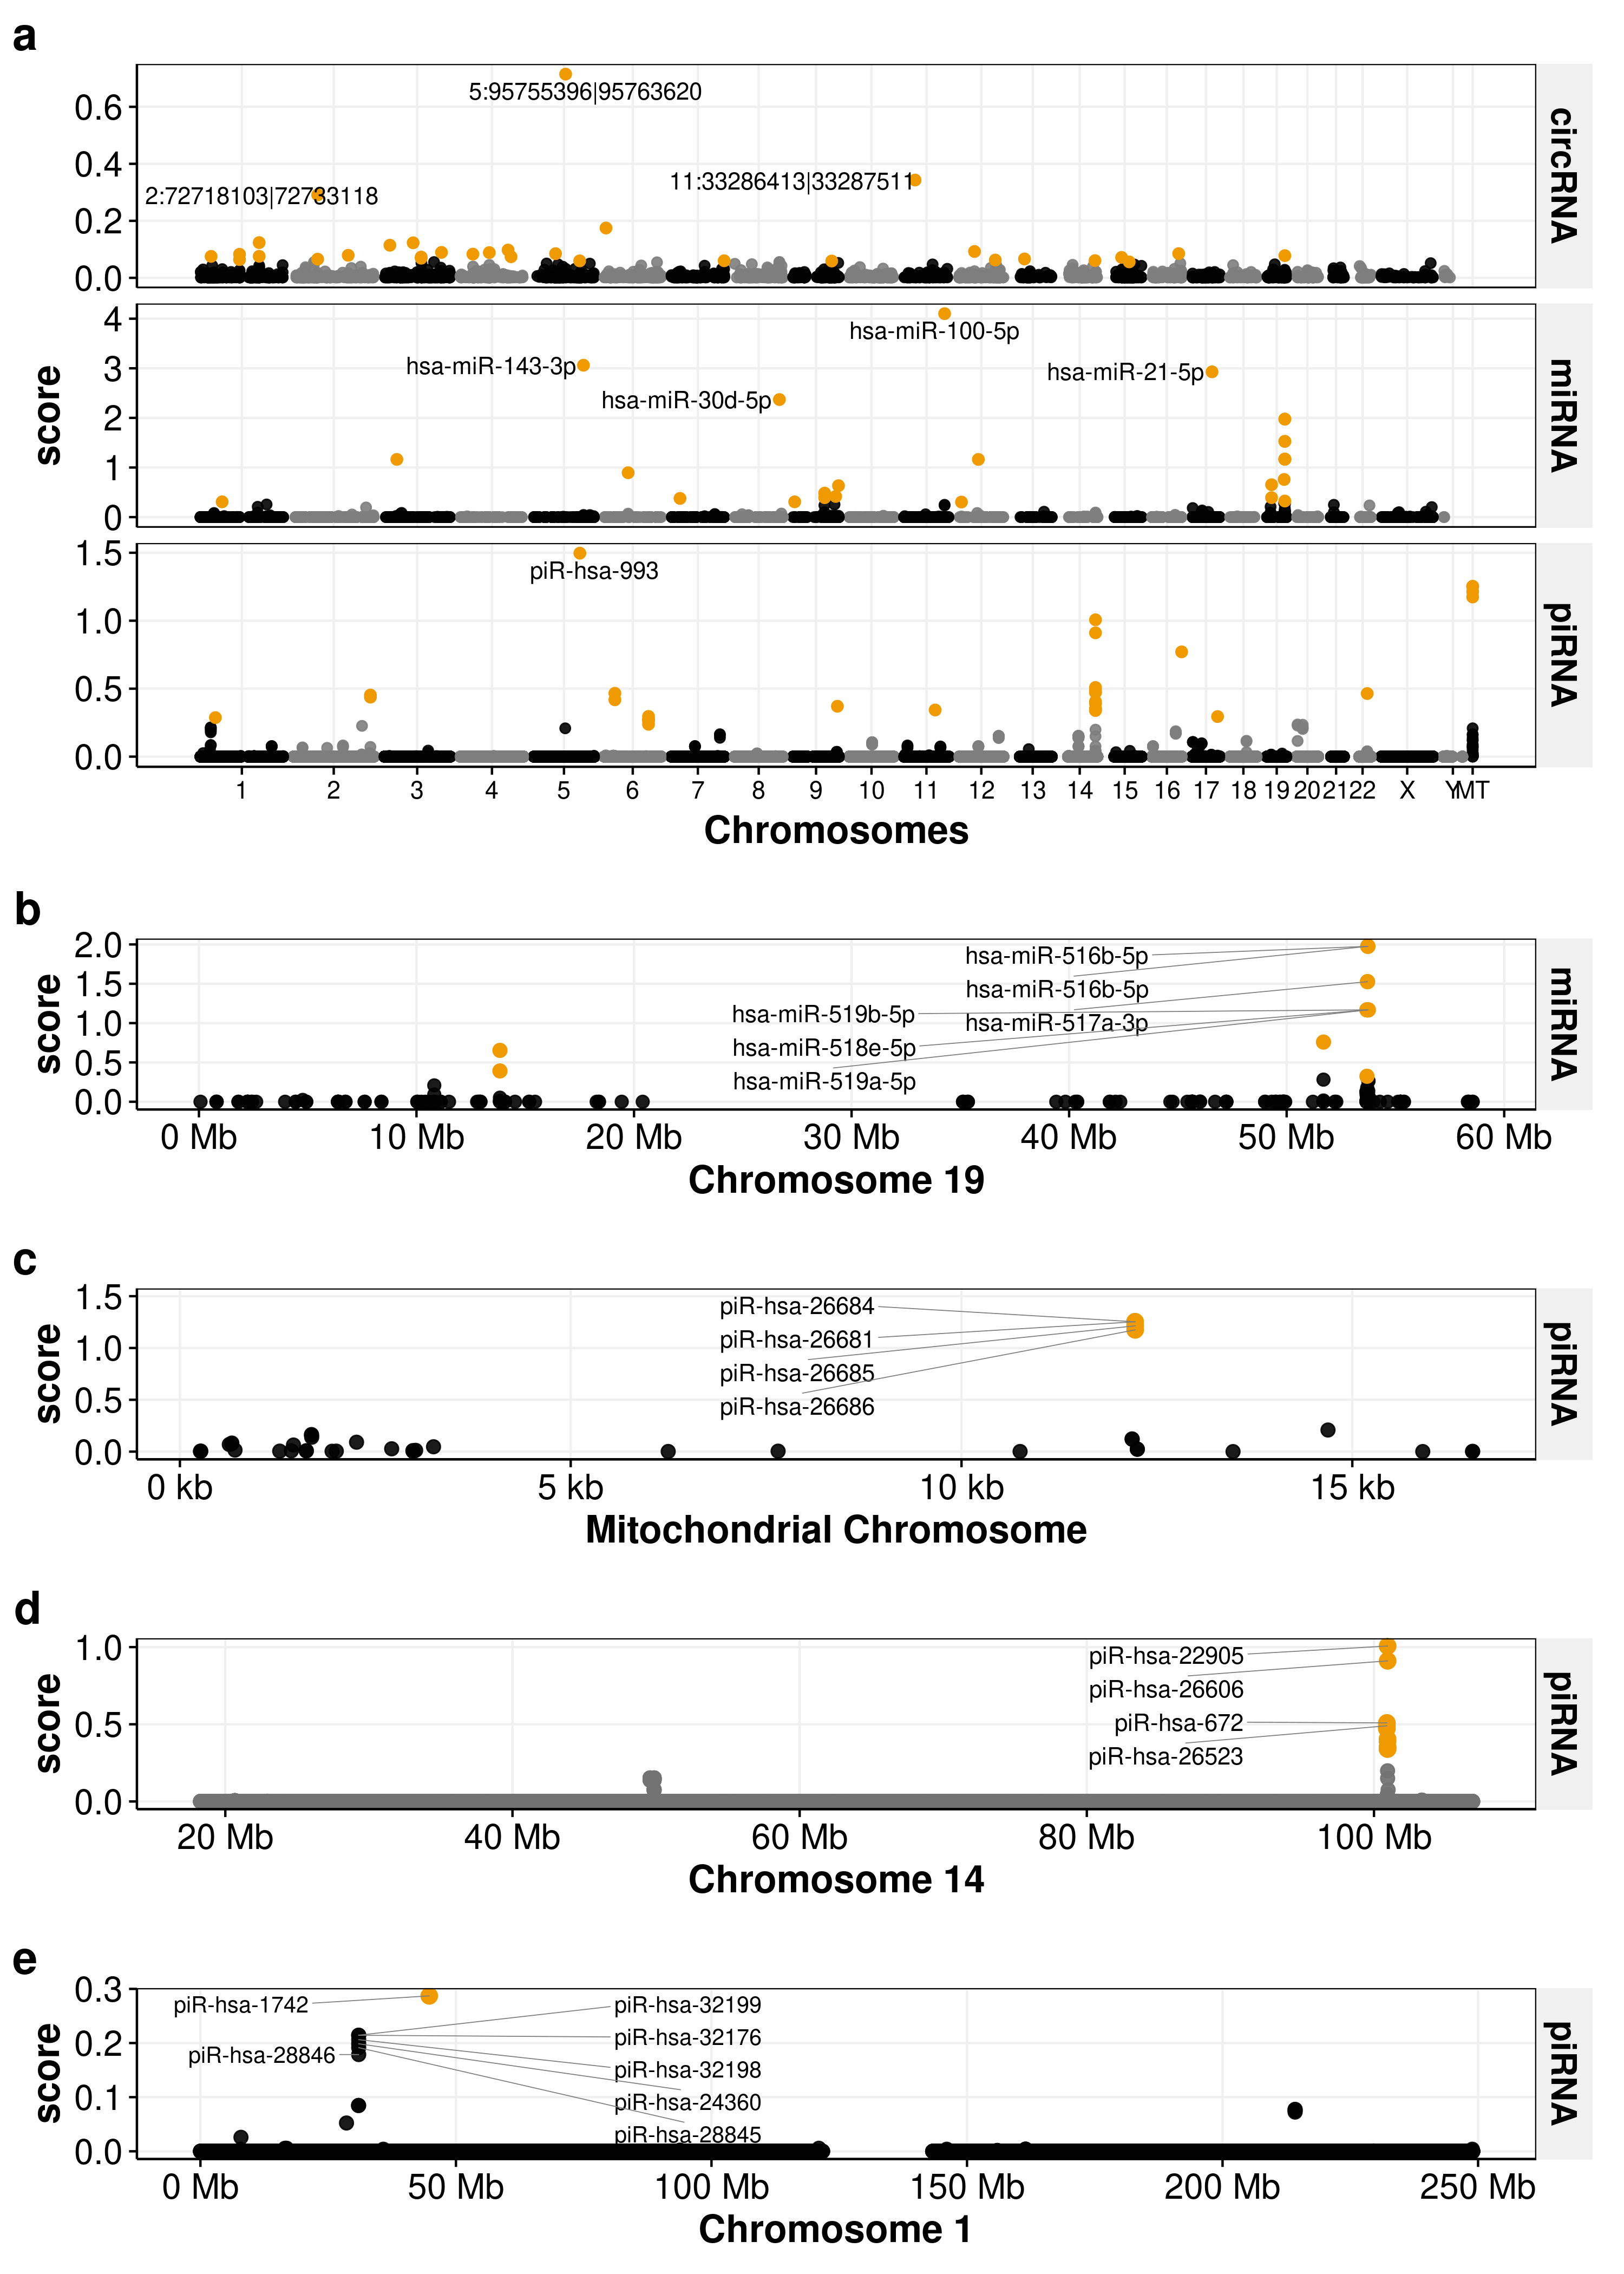 a
0.6
0.4
0.2
0.0
5:95755396|95763620
11:33286413|33287511
2:72718103|72733118
circRNA
4
3
2
1
0
hsa-miR-100-5p
hsa-miR-143-3p
hsa-miR-21-5p
hsa-miR-30d-5p
miRNA
score
1.5
1.0
0.5
0.0
piR-hsa-993
piRNA
1 2 3 4 5 6 7 8 9 10 11 12 13 14 15 16 17 18 19 20 21 22 X Y MT
Chromosomes
b
2.0
1.5
1.0
0.5
0.0
score
hsa-miR-516b-5p
hsa-miR-516b-5p
hsa-miR-519b-5p
hsa-miR-517a-3p
hsa-miR-518e-5p
hsa-miR-519a-5p
miRNA
0 Mb 10 Mb 20 Mb 30 Mb 40 Mb 50 Mb 60 Mb
Chromosome 19
c
1.5
1.0
0.5
0.0
score
piR-hsa-26684
piR-hsa-26681
piR-hsa-26685
piR-hsa-26686
piRNA
0 kb 5 kb 10 kb 15 kb
Mitochondrial Chromosome
d
1.0
0.5
0.0
score
piR-hsa-22905
piR-hsa-26606
piR-hsa-672
piR-hsa-26523
piRNA
20 Mb 40 Mb 60 Mb 80 Mb 100 Mb
Chromosome 14
e
0.3
0.2
0.1
0.0
score
piR-hsa-1742
piR-hsa-28846
piR-hsa-32199
piR-hsa-32176
piR-hsa-32198
piR-hsa-24360
piR-hsa-28845
piRNA
0 Mb 50 Mb 100 Mb 150 Mb 200 Mb 250 Mb
Chromosome 1